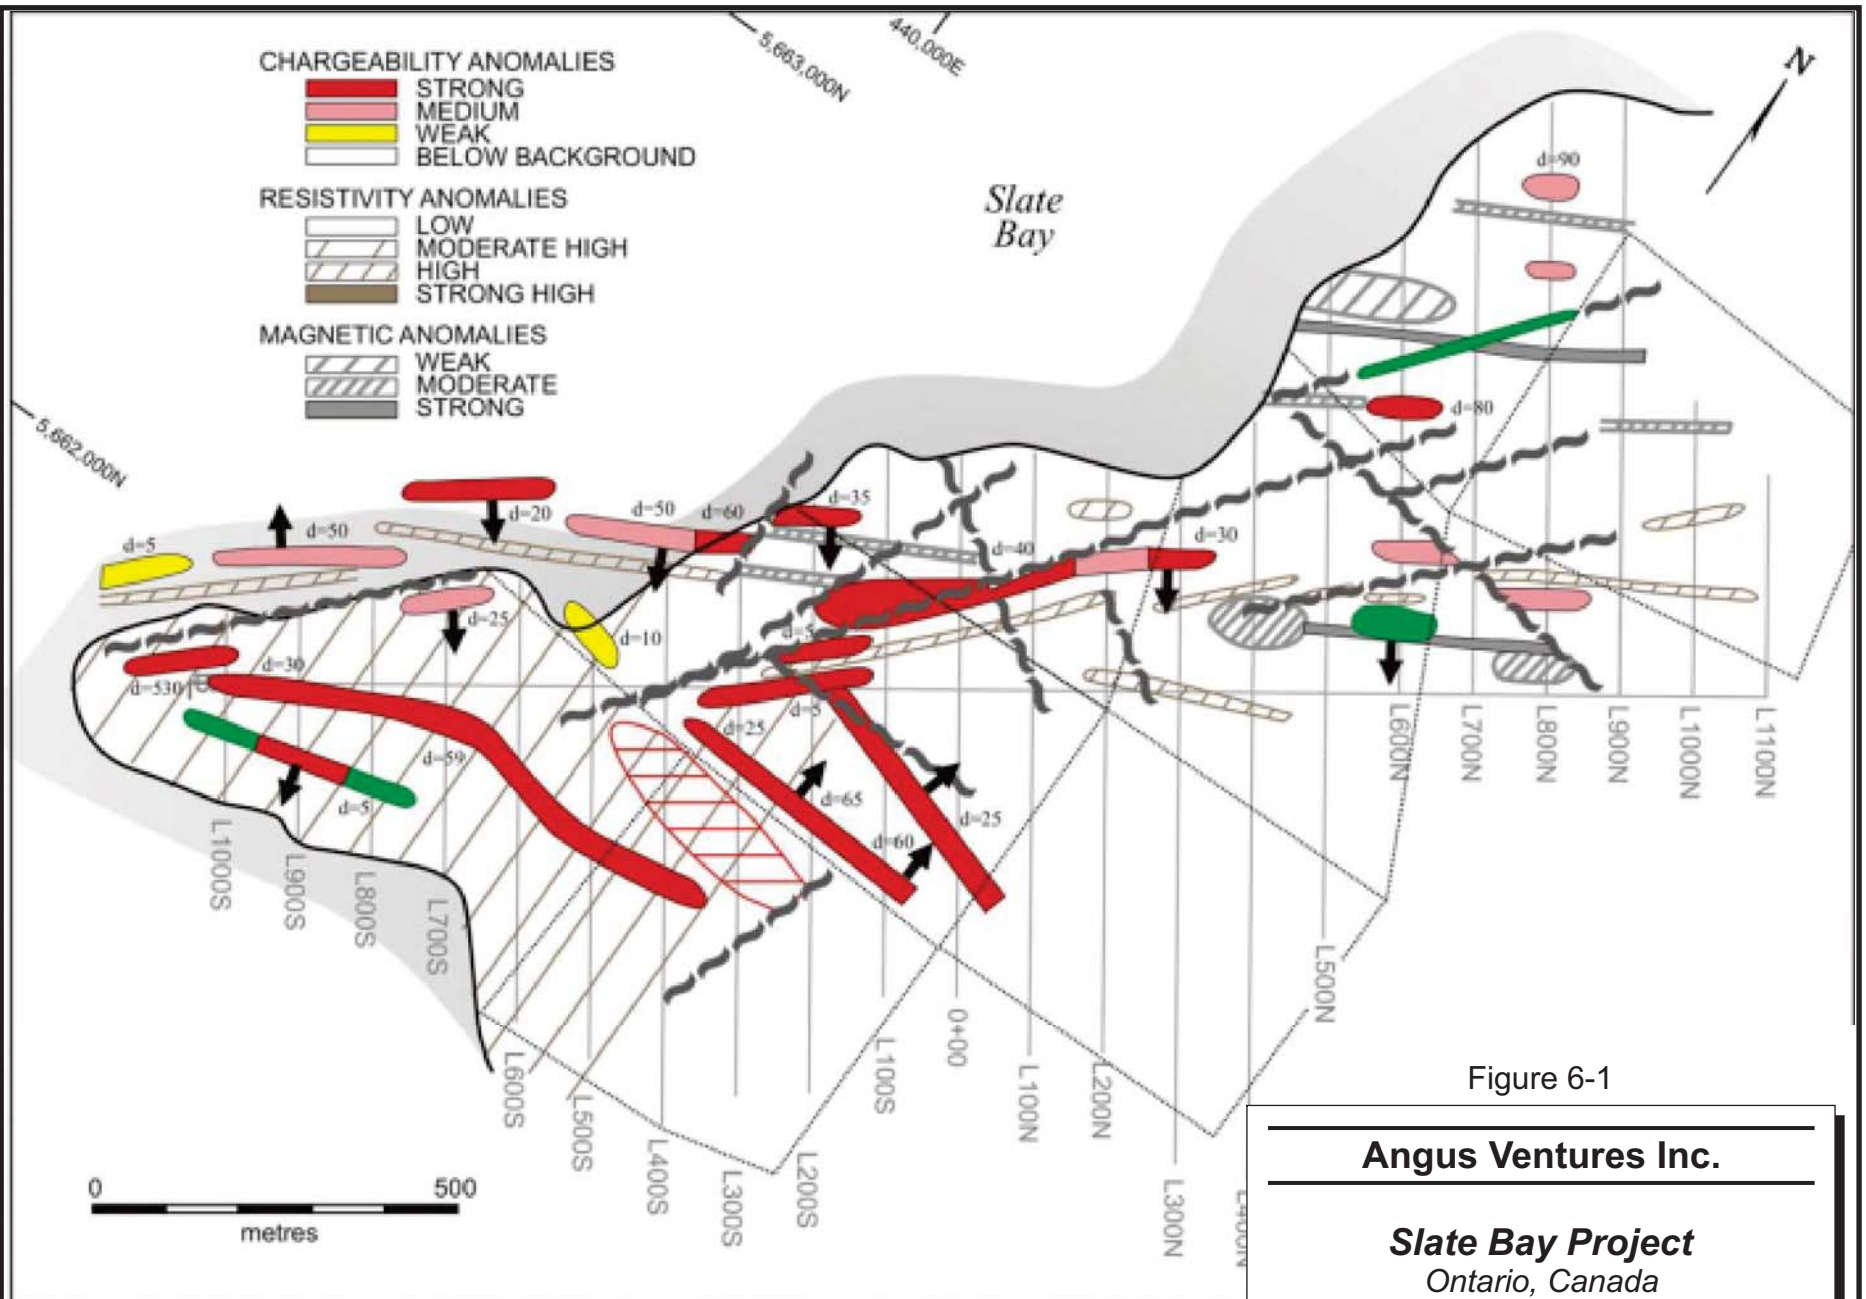 5,663,000N
440,000E
N
CHARGEABILITY ANOMALIES
STRONG
MEDIUM
WEAK
BELOW BACKGROUND
RESISTIVITY ANOMALIES
LOW
MODERATE HIGH
HIGH
STRONG HIGH
MAGNETIC ANOMALIES
WEAK
MODERATE
STRONG
Slate
Bay
5,662,000N
d=90
d=80
d=5
d=50
d=20
d=50
d=60
d=35
d=40
d=30
d=25
d=10
d=5
d=530
d=30
d=5
d=25
d=59
d=5
d=65
d=60
d=25
L1000S
L900S
L800S
L700S
L600S
L500S
L400S
L300S
L200S
L100S
0+00
L100N
L200N
L300N
L400N
L500N
L600N
L700N
L800N
L900N
L1000N
L1100N
0 500
metres
Figure 6-1
Angus Ventures Inc.
Slate Bay Project
Ontario, Canada